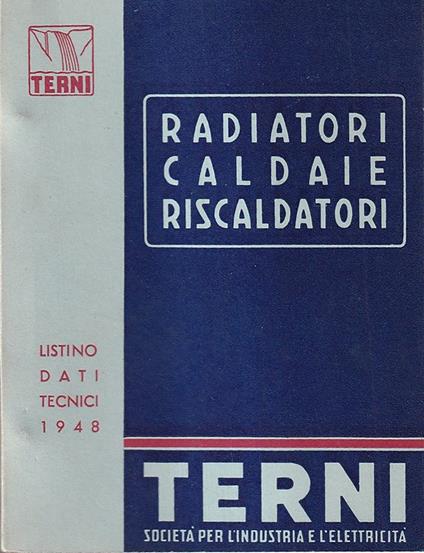 TERNI
RADIATORI
CALDAIE
RISCALDATORI
LISTINO
DATI
TECNICI
1948
TERNI
SOCIETÀ PER L'INDUSTRIA E L'ELETTRICITÀ